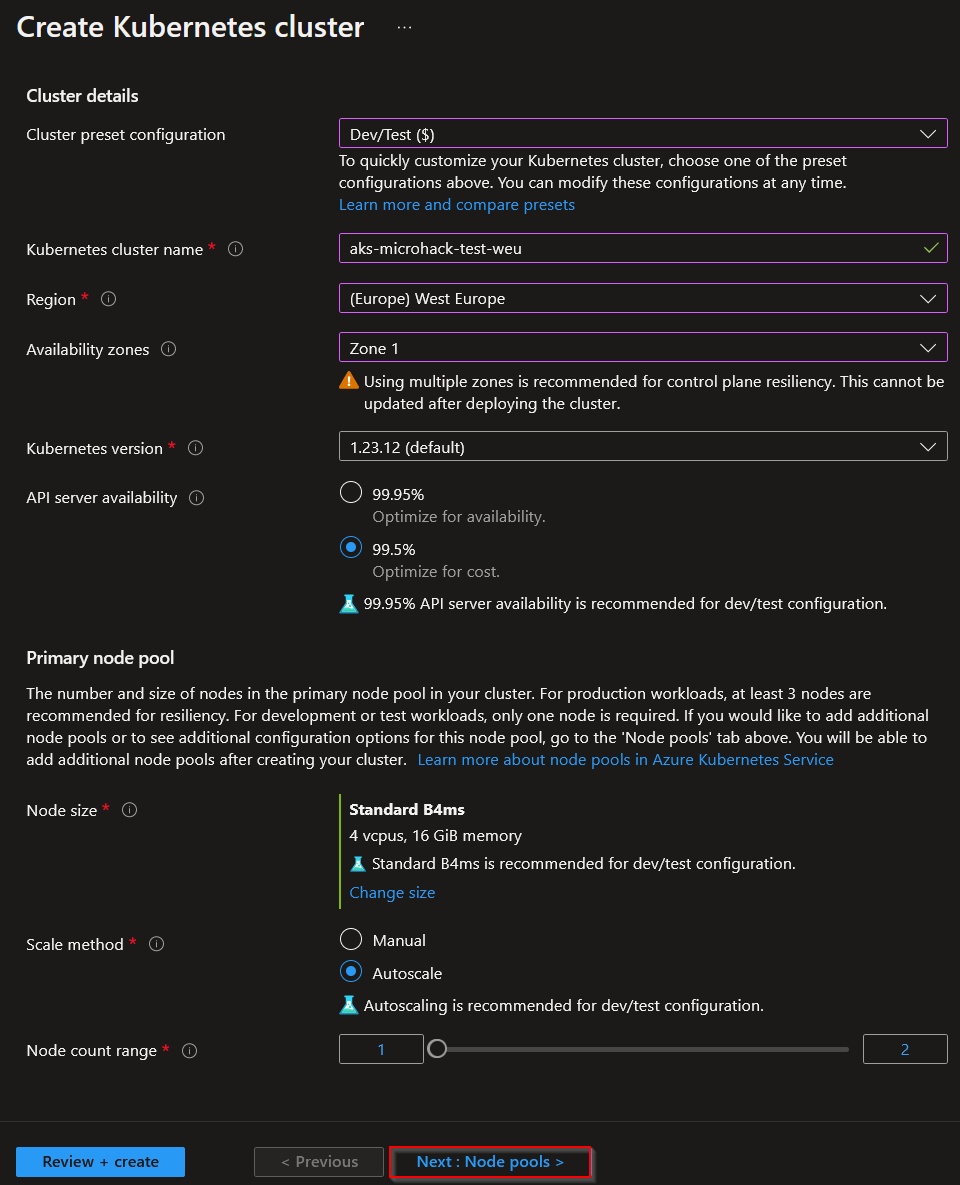 Create Kubernetes cluster ...
Cluster details
Cluster preset configuration
Dev/Test ($)
To quickly customize your Kubernetes cluster, choose one of the preset
configurations above. You can modify these configurations at any time.
Learn more and compare presets
Kubernetes cluster name *
aks-microhack-test-weu
Region *
(Europe) West Europe
Availability zones
Zone 1
Using multiple zones is recommended for control plane resiliency. This cannot be
updated after deploying the cluster.
Kubernetes version *
1.23.12 (default)
API server availability
99.95%
Optimize for availability.
99.5%
Optimize for cost.
99.95% API server availability is recommended for dev/test configuration.
Primary node pool
The number and size of nodes in the primary node pool in your cluster. For production workloads, at least 3 nodes are
recommended for resiliency. For development or test workloads, only one node is required. If you would like to add additional
node pools or to see additional configuration options for this node pool, go to the 'Node pools' tab above. You will be able to
add additional node pools after creating your cluster. Learn more about node pools in Azure Kubernetes Service
Node size *
Standard B4ms
4 vcpus, 16 GiB memory
Standard B4ms is recommended for dev/test configuration.
Change size
Scale method *
Manual
Autoscale
Autoscaling is recommended for dev/test configuration.
Node count range *
1
2
Review + create
< Previous
Next : Node pools >